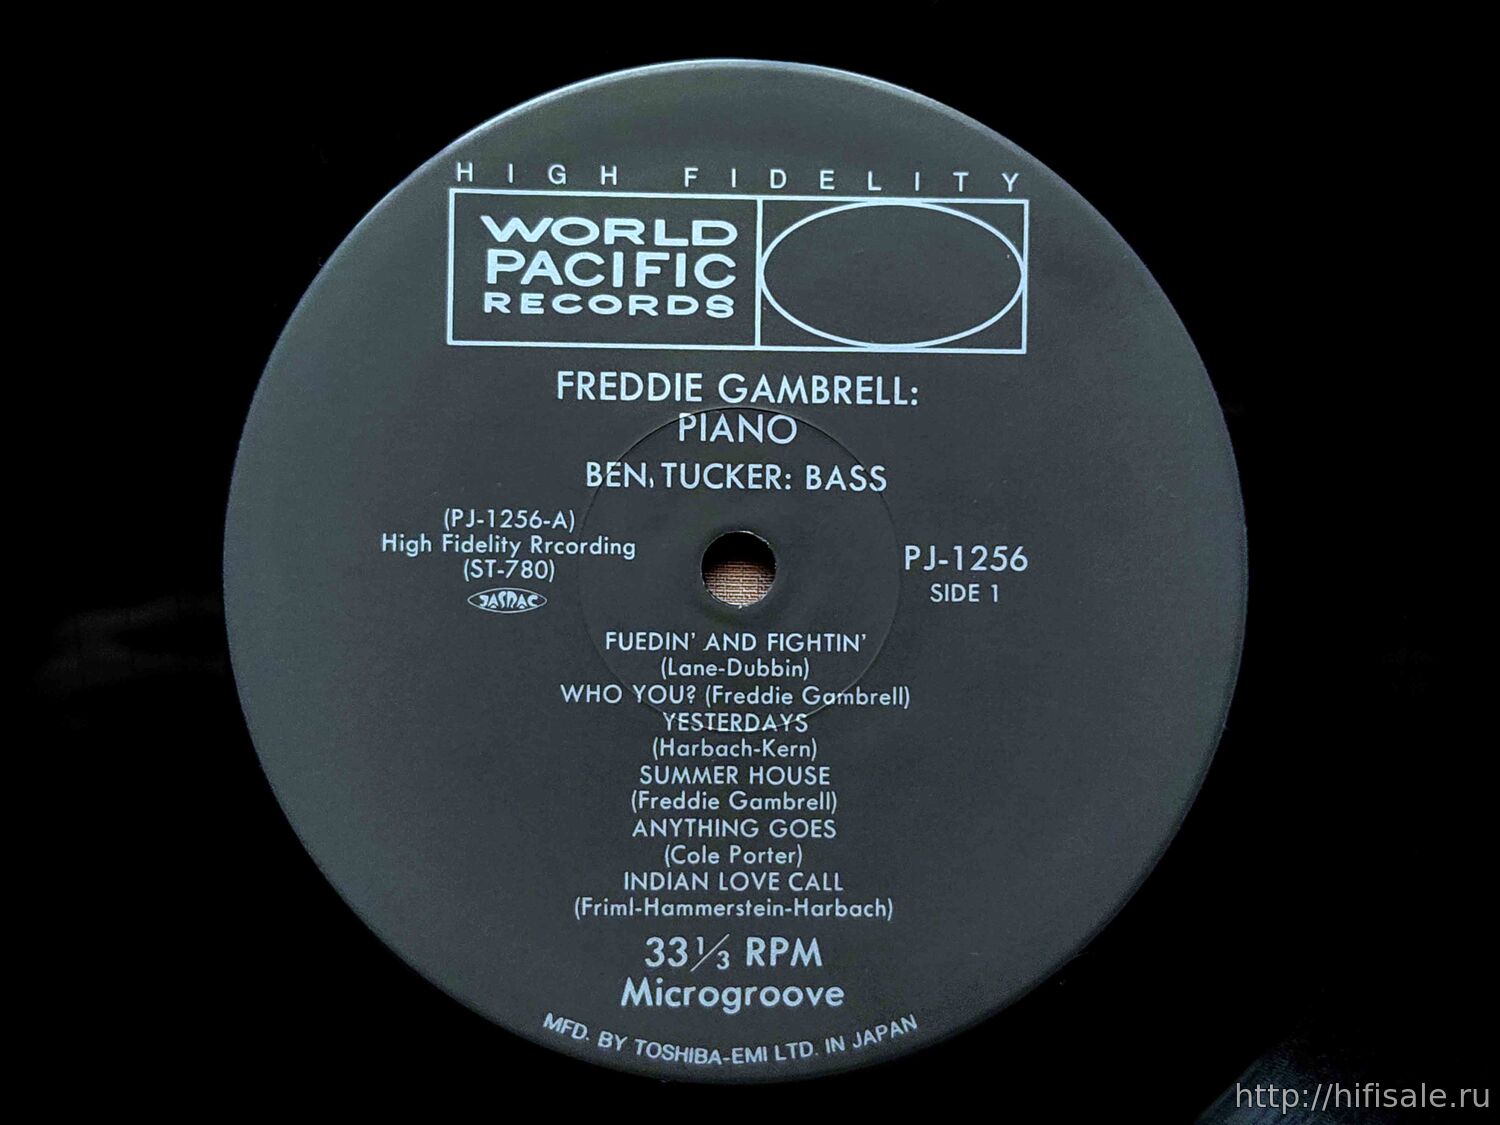 HIGH FIDELITY
WORLD
PACIFIC
RECORDS
FREDDIE GAMBRELL:
PIANO
BEN, TUCKER: BASS
(PJ-1256-A)
High Fidelity Rrcording
(ST-780)
JASRAC
PJ-1256
SIDE 1
FUEDIN' AND FIGHTIN'
(Lane-Dubbin)
WHO YOU? (Freddie Gambrell)
YESTERDAYS
(Harbach-Kern)
SUMMER HOUSE
(Freddie Gambrell)
ANYTHING GOES
(Cole Porter)
INDIAN LOVE CALL
(Friml-Hammerstein-Harbach)
33 1/3 RPM
Microgroove
MFD. BY TOSHIBA-EMI LTD. IN JAPAN
http://hifisale.ru